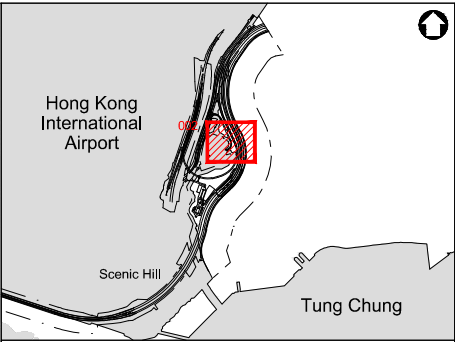 Hong Kong
International
Airport
Scenic Hill
Tung Chung